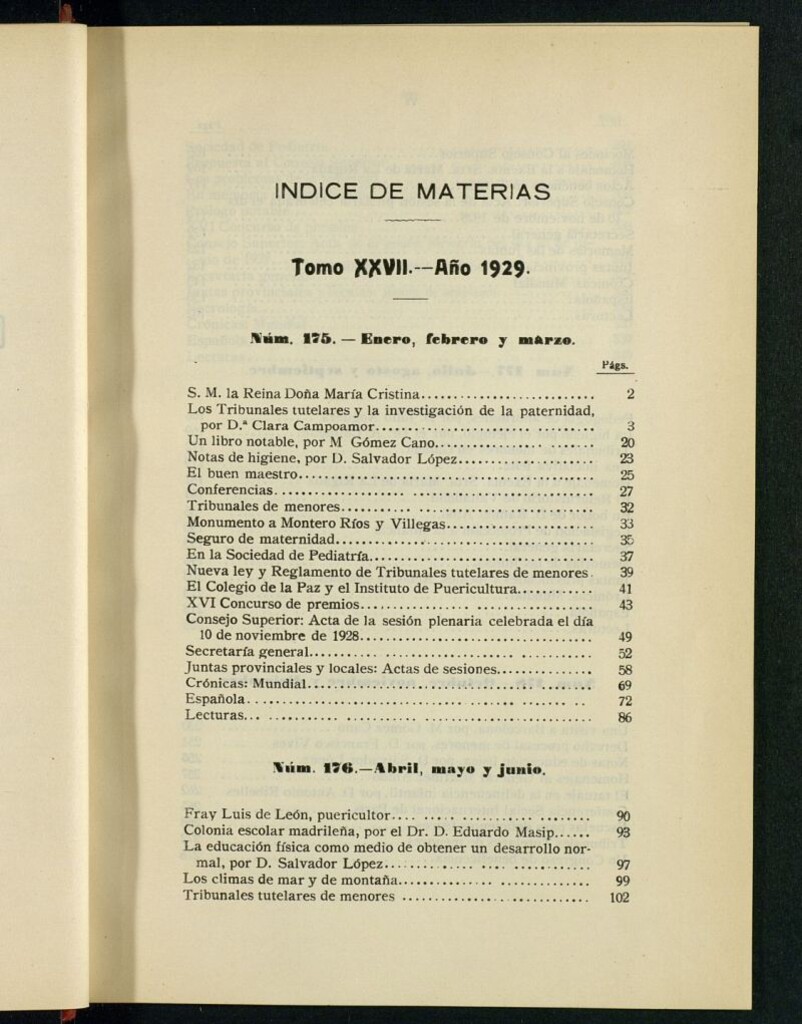 INDICE DE MATERIAS
Tomo XXVII.--Año 1929.
Núm. 175. — Enero, febrero y marzo.
Págs.
S. M. la Reina Doña María Cristina........................... 2
Los Tribunales tutelares y la investigación de la paternidad,
por D.ª Clara Campoamor.................................. 3
Un libro notable, por M Gómez Cano......................... 20
Notas de higiene, por D. Salvador López..................... 23
El buen maestro.............................................. 25
Conferencias................................................. 27
Tribunales de menores........................................ 32
Monumento a Montero Ríos y Villegas....................... 33
Seguro de maternidad........................................ 35
En la Sociedad de Pediatría................................... 37
Nueva ley y Reglamento de Tribunales tutelares de menores. 39
El Colegio de la Paz y el Instituto de Puericultura............ 41
XVI Concurso de premios.................................... 43
Consejo Superior: Acta de la sesión plenaria celebrada el día
10 de noviembre de 1928.................................... 49
Secretaría general............................................ 52
Juntas provinciales y locales: Actas de sesiones............... 58
Crónicas: Mundial............................................ 69
Española..................................................... 72
Lecturas..................................................... 86
Núm. 176.—Abril, mayo y junio.
Fray Luis de León, puericultor............................... 90
Colonia escolar madrileña, por el Dr. D. Eduardo Masip...... 93
La educación física como medio de obtener un desarrollo nor-
mal, por D. Salvador López................................ 97
Los climas de mar y de montaña.............................. 99
Tribunales tutelares de menores ............................. 102